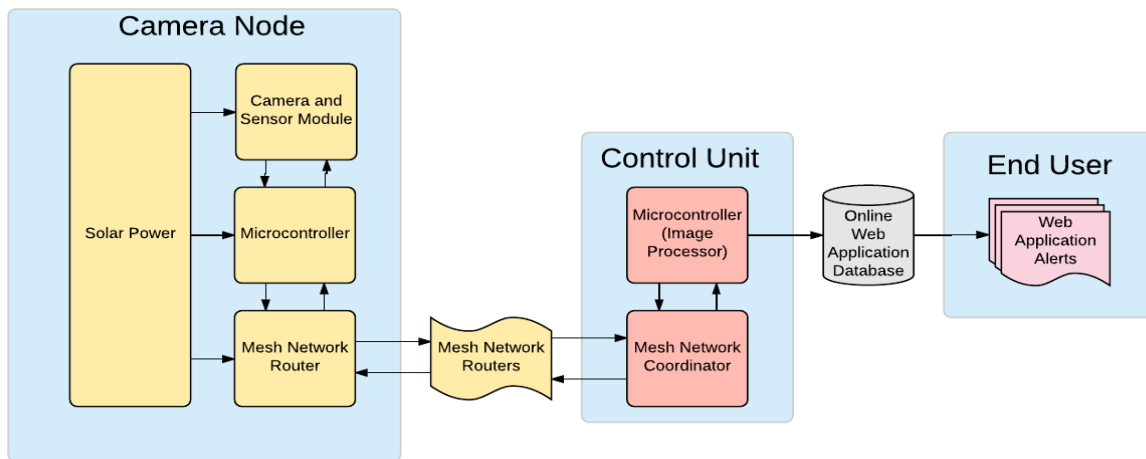 Camera Node
Camera and
Sensor Module
Solar Power
Microcontroller
Mesh Network
Router
Mesh Network
Routers
Control Unit
Microcontroller
(Image
Processor)
Mesh Network
Coordinator
Online
Web
Application
Database
End User
Web
Application
Alerts